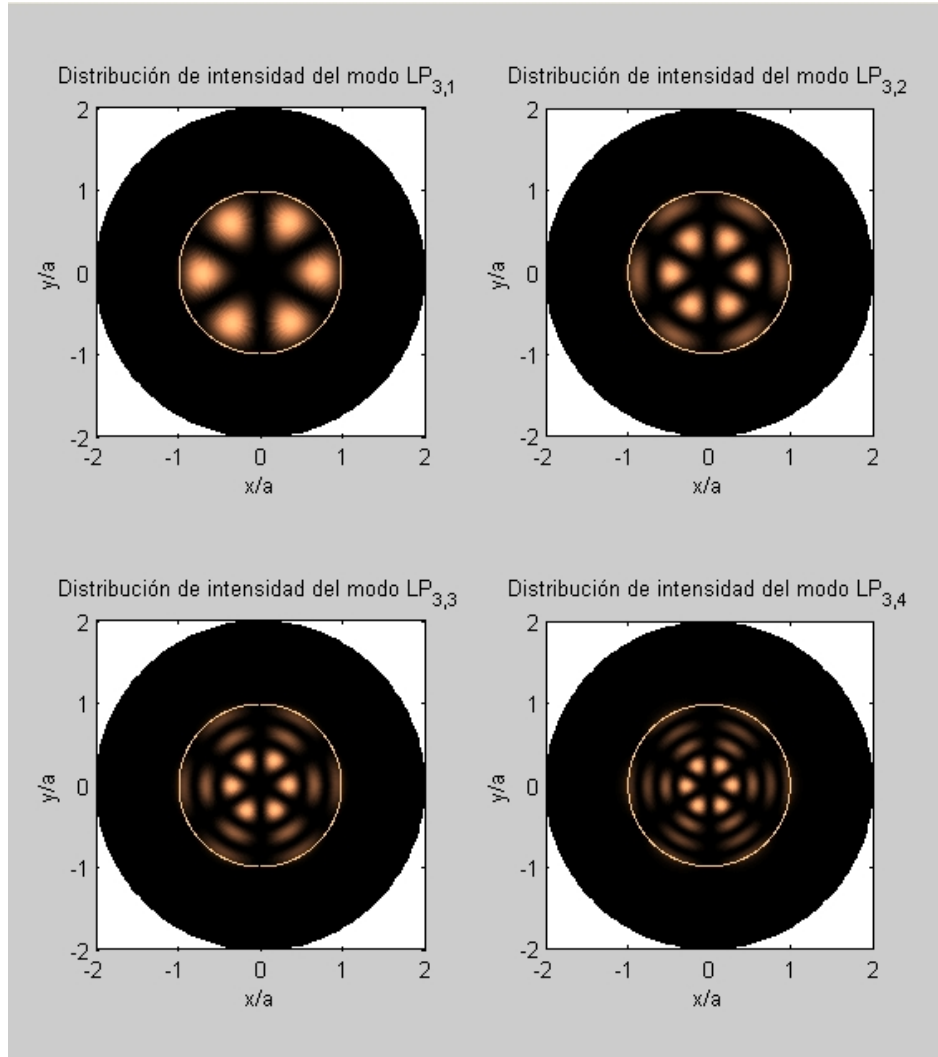 Distribución de intensidad del modo LP3,1
2
1
0
-1
-2
y/a
-2 -1 0 1 2
x/a
Distribución de intensidad del modo LP3,2
2
1
0
-1
-2
y/a
-2 -1 0 1 2
x/a
Distribución de intensidad del modo LP3,3
2
1
0
-1
-2
y/a
-2 -1 0 1 2
x/a
Distribución de intensidad del modo LP3,4
2
1
0
-1
-2
y/a
-2 -1 0 1 2
x/a